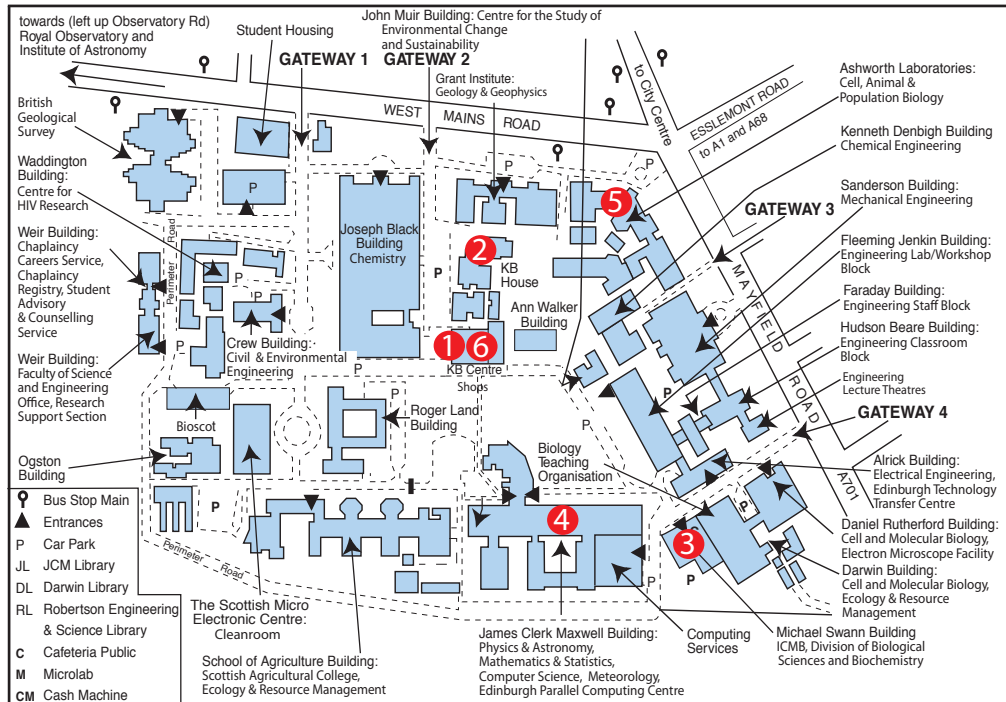 towards (left up Observatory Rd)
Royal Observatory and
Institute of Astronomy
Student Housing
GATEWAY 1
John Muir Building: Centre for the Study of
Environmental Change
and Sustainability
GATEWAY 2
Grant Institute:
Geology & Geophysics
WEST MAINS ROAD
to City Centre
ESSLEMONT ROAD
to A1 and A68
Ashworth Laboratories:
Cell, Animal &
Population Biology
Kenneth Denbigh Building
Chemical Engineering
Sanderson Building:
Mechanical Engineering
GATEWAY 3
Fleeming Jenkin Building:
Engineering Lab/Workshop
Block
Faraday Building:
Engineering Staff Block
Hudson Beare Building:
Engineering Classroom
Block
Engineering
Lecture Theatres
GATEWAY 4
MAYFIELD ROAD
A701
British
Geological
Survey
Waddington
Building:
Centre for
HIV Research
Weir Building:
Chaplaincy
Careers Service,
Chaplaincy
Registry, Student
Advisory
& Counselling
Service
Weir Building:
Faculty of Science
and Engineering
Office, Research
Support Section
Ogston
Building
Perimeter Road
P
P
P
P
Crew Building:
Civil & Environmental
Engineering
Bioscot
Joseph Black
Building
Chemistry
P
P
2
KB
House
5
P
Ann Walker
Building
1
6
KB Centre
Shops
P
P
Roger Land
Building
P
Biology
Teaching
Organisation
P
P
P
Perimeter
Road
4
3
C
P
P
P
P
Alrick Building:
Electrical Engineering,
Edinburgh Technology
Transfer Centre
Daniel Rutherford Building:
Cell and Molecular Biology,
Electron Microscope Facility
Darwin Building:
Cell and Molecular Biology,
Ecology & Resource
Management
Michael Swann Building
ICMB, Division of Biological
Sciences and Biochemistry
Computing
Services
James Clerk Maxwell Building:
Physics & Astronomy,
Mathematics & Statistics,
Computer Science, Meteorology,
Edinburgh Parallel Computing Centre
The Scottish Micro
Electronic Centre:
Cleanroom
School of Agriculture Building:
Scottish Agricultural College,
Ecology & Resource Management
Bus Stop Main
Entrances
P Car Park
JL JCM Library
DL Darwin Library
RL Robertson Engineering
& Science Library
C Cafeteria Public
M Microlab
CM Cash Machine